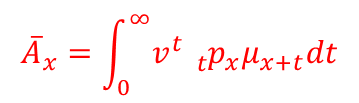 Ā_x = ∫_0^∞ v^t _tp_x μ_{x+t} dt